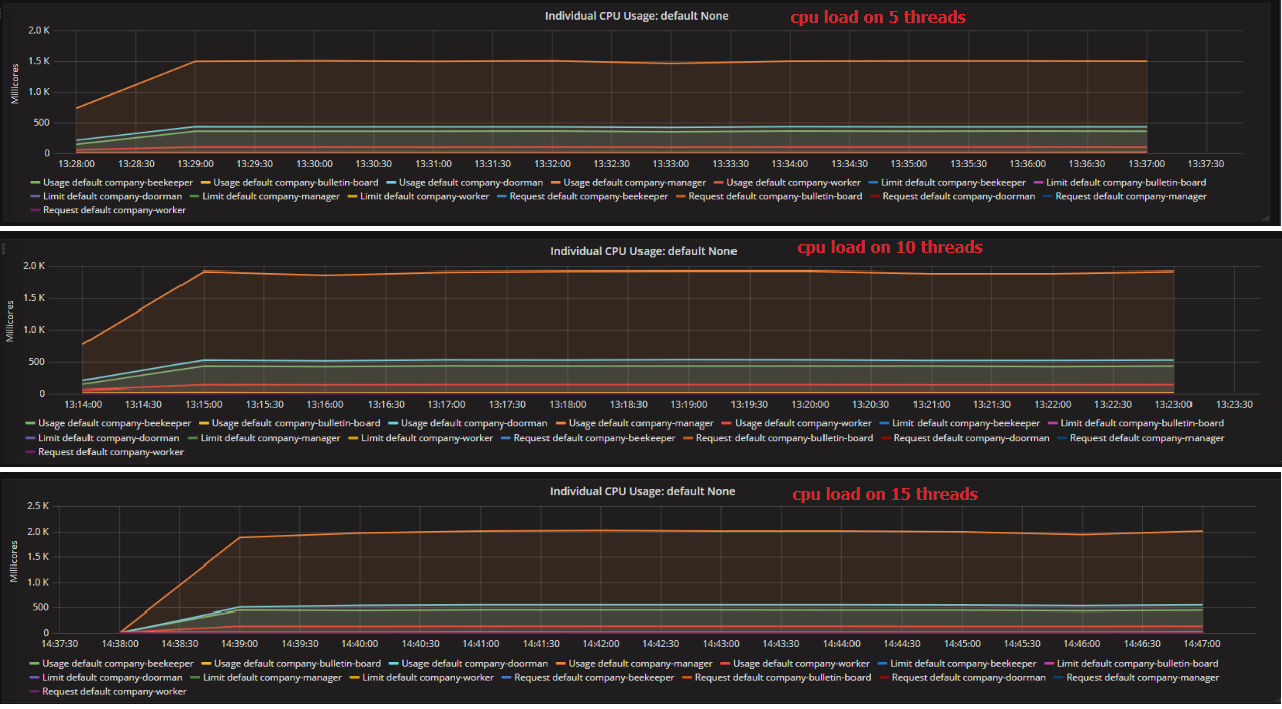 Individual CPU Usage: default None
cpu load on 5 threads
2.0 K
1.5 K
1.0 K
500
0
Millicores
13:28:00 13:28:30 13:29:00 13:29:30 13:30:00 13:30:30 13:31:00 13:31:30 13:32:00 13:32:30 13:33:00 13:33:30 13:34:00 13:34:30 13:35:00 13:35:30 13:36:00 13:36:30 13:37:00 13:37:30
Usage default company-beekeeper Usage default company-bulletin-board Usage default company-doorman Usage default company-manager Usage default company-worker Limit default company-beekeeper Limit default company-bulletin-board
Limit default company-doorman Limit default company-manager Limit default company-worker Request default company-beekeeper Request default company-bulletin-board Request default company-doorman Request default company-manager
Request default company-worker
Individual CPU Usage: default None
cpu load on 10 threads
2.0 K
1.5 K
1.0 K
500
0
Millicores
13:14:00 13:14:30 13:15:00 13:15:30 13:16:00 13:16:30 13:17:00 13:17:30 13:18:00 13:18:30 13:19:00 13:19:30 13:20:00 13:20:30 13:21:00 13:21:30 13:22:00 13:22:30 13:23:00 13:23:30
Usage default company-beekeeper Usage default company-bulletin-board Usage default company-doorman Usage default company-manager Usage default company-worker Limit default company-beekeeper Limit default company-bulletin-board
Limit default company-doorman Limit default company-manager Limit default company-worker Request default company-beekeeper Request default company-bulletin-board Request default company-doorman Request default company-manager
Request default company-worker
Individual CPU Usage: default None
cpu load on 15 threads
2.5 K
2.0 K
1.5 K
1.0 K
500
0
Millicores
14:37:30 14:38:00 14:38:30 14:39:00 14:39:30 14:40:00 14:40:30 14:41:00 14:41:30 14:42:00 14:42:30 14:43:00 14:43:30 14:44:00 14:44:30 14:45:00 14:45:30 14:46:00 14:46:30 14:47:00
Usage default company-beekeeper Usage default company-bulletin-board Usage default company-doorman Usage default company-manager Usage default company-worker Limit default company-beekeeper Limit default company-bulletin-board
Limit default company-doorman Limit default company-manager Limit default company-worker Request default company-beekeeper Request default company-bulletin-board Request default company-doorman Request default company-manager
Request default company-worker